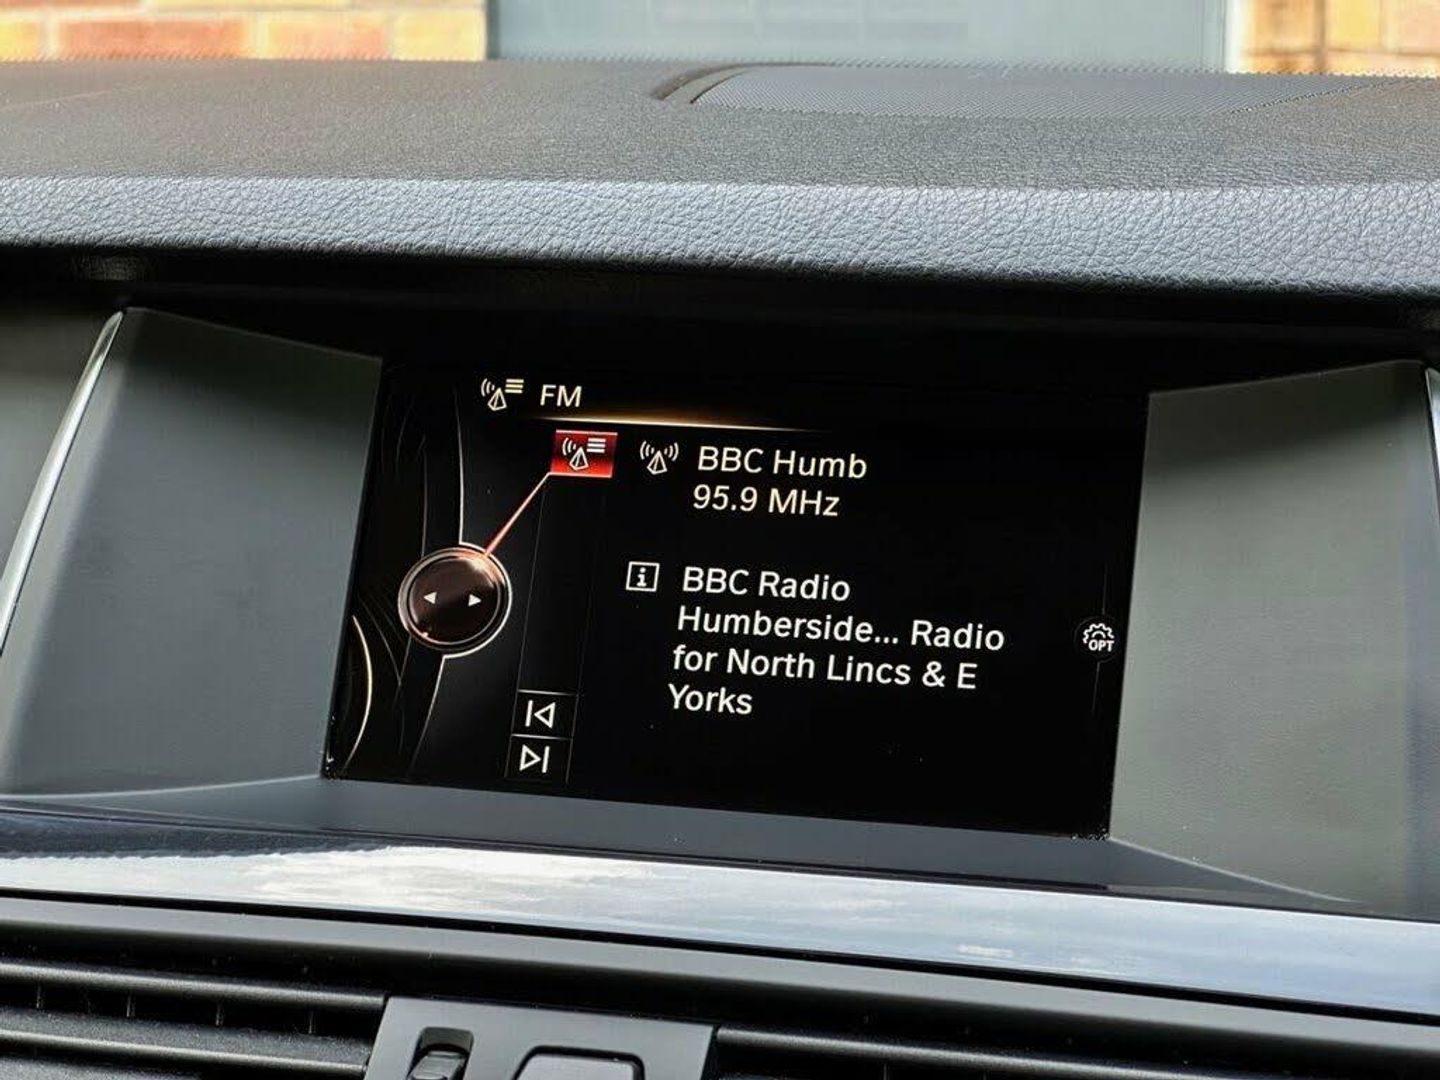 FM
BBC Humb
95.9 MHz
BBC Radio
Humberside... Radio
for North Lincs & E
Yorks
OPT